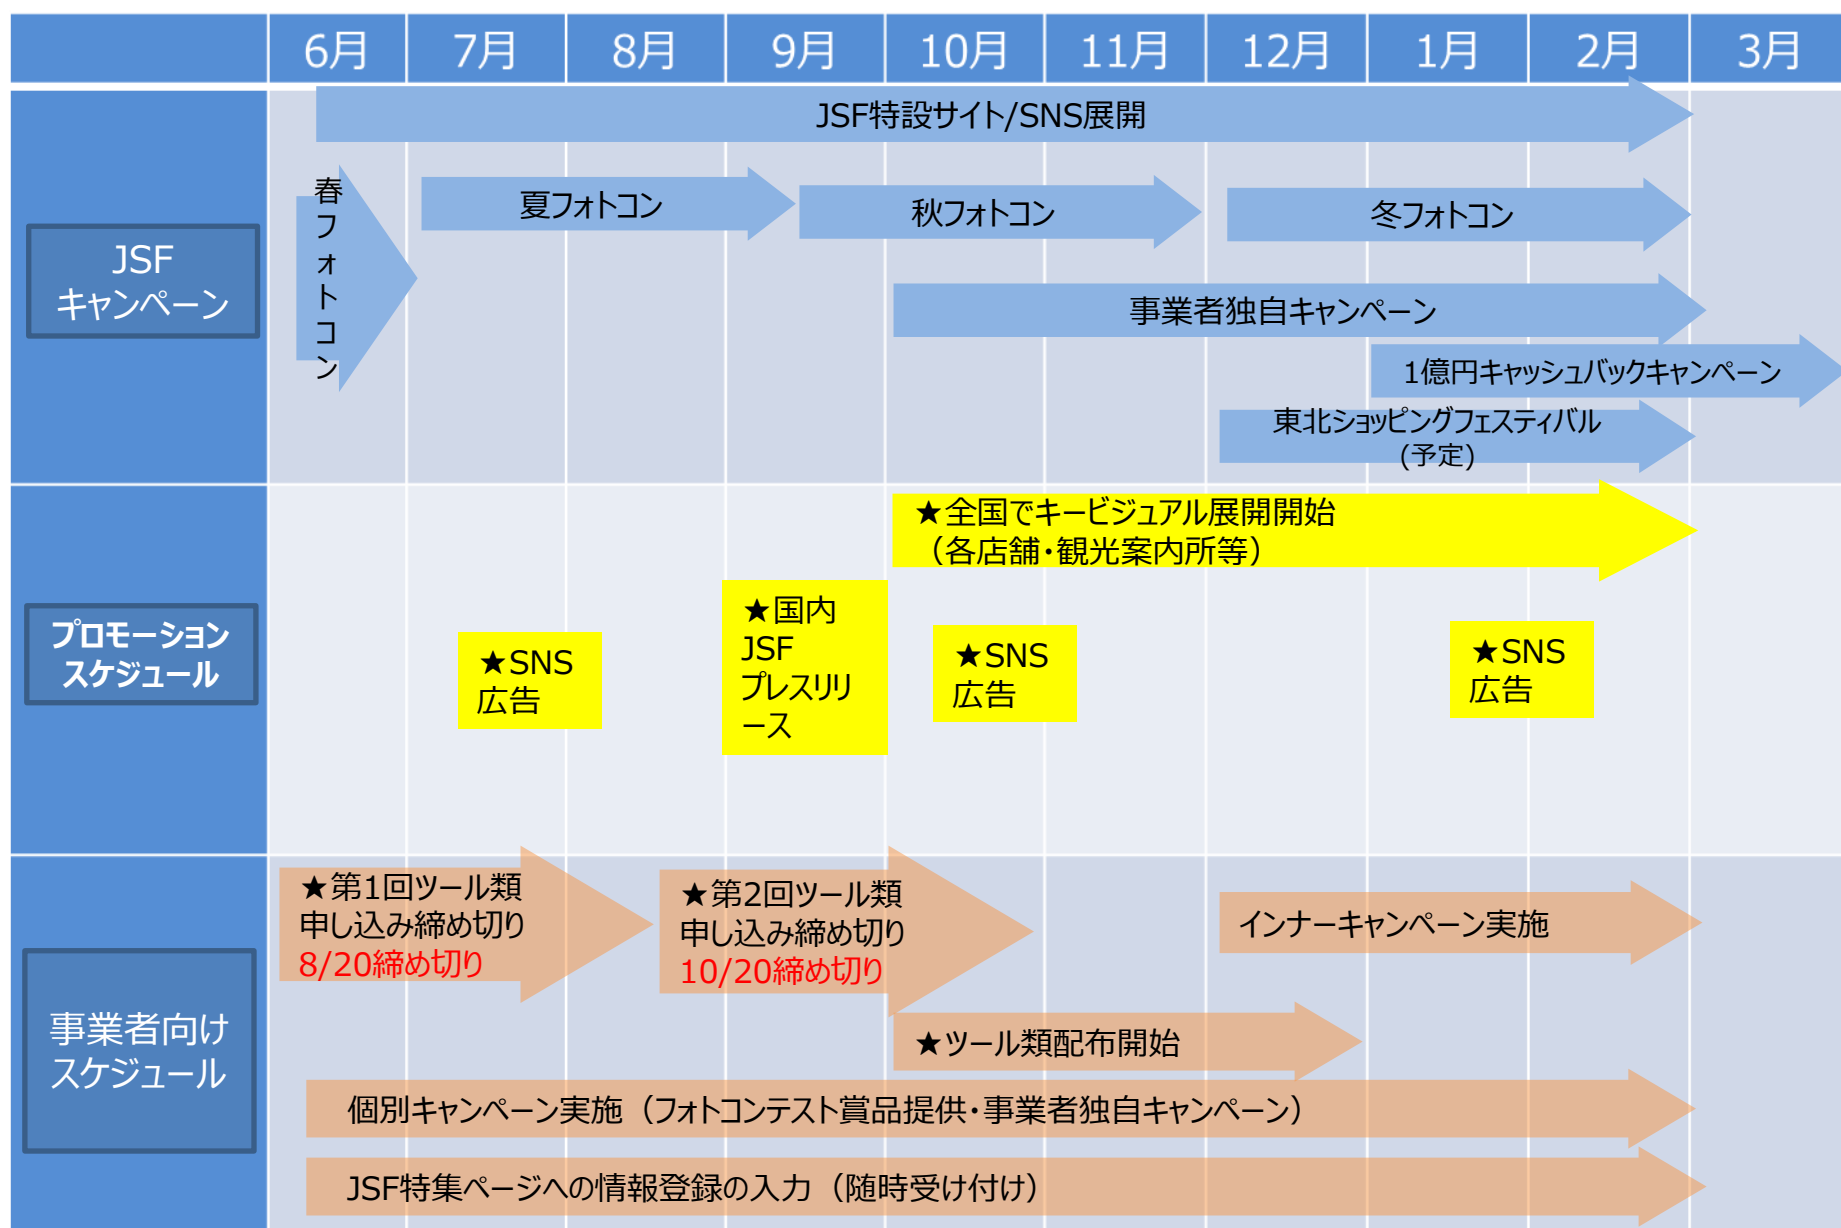 6月 7月 8月 9月 10月 11月 12月 1月 2月 3月
JSF
キャンペーン
JSF特設サイト/SNS展開
春フォトコン
夏フォトコン
秋フォトコン
冬フォトコン
事業者独自キャンペーン
1億円キャッシュバックキャンペーン
東北ショッピングフェスティバル
(予定)
プロモーション
スケジュール
★全国でキービジュアル展開開始
（各店舗・観光案内所等）
★SNS
広告
★国内
JSF
プレスリリ
ース
★SNS
広告
★SNS
広告
事業者向け
スケジュール
★第1回ツール類
申し込み締め切り
8/20締め切り
★第2回ツール類
申し込み締め切り
10/20締め切り
インナーキャンペーン実施
★ツール類配布開始
個別キャンペーン実施（フォトコンテスト賞品提供・事業者独自キャンペーン）
JSF特集ページへの情報登録の入力（随時受け付け）